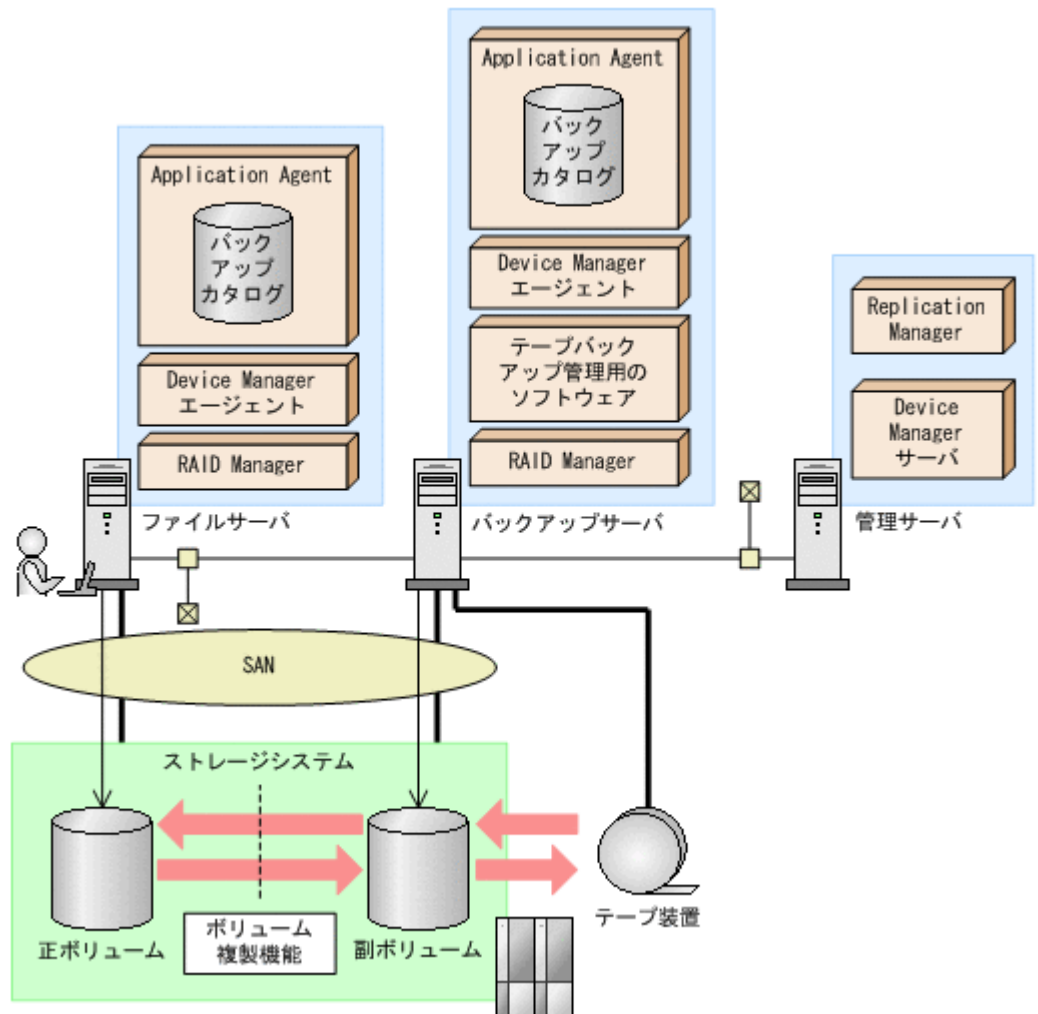 Application Agent
バック
アップ
カタログ
Device Manager
エージェント
RAID Manager
ファイルサーバ
Application Agent
バック
アップ
カタログ
Device Manager
エージェント
テープバック
アップ管理用の
ソフトウェア
RAID Manager
バックアップサーバ
Replication
Manager
Device
Manager
サーバ
管理サーバ
SAN
ストレージシステム
正ボリューム
ボリューム
複製機能
副ボリューム
テープ装置